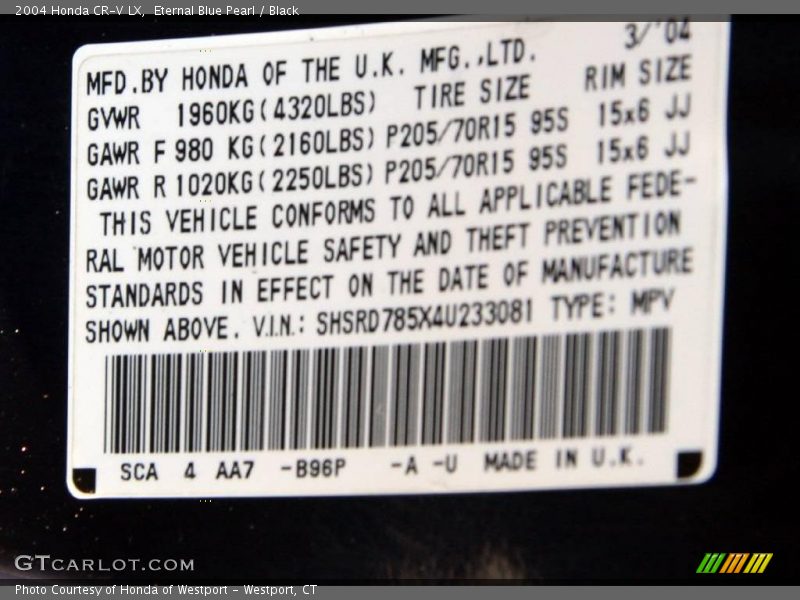 2004 Honda CR-V LX, Eternal Blue Pearl / Black
3/'04
MFD.BY HONDA OF THE U.K. MFG.,LTD.
GVWR 1960KG(4320LBS) TIRE SIZE RIM SIZE
GAWR F 980 KG(2160LBS) P205/70R15 95S 15x6 JJ
GAWR R 1020KG(2250LBS) P205/70R15 95S 15x6 JJ
THIS VEHICLE CONFORMS TO ALL APPLICABLE FEDE-
RAL MOTOR VEHICLE SAFETY AND THEFT PREVENTION
STANDARDS IN EFFECT ON THE DATE OF MANUFACTURE
SHOWN ABOVE. V.I.N.: SHSRD785X4U233081 TYPE: MPV
SCA 4 AA7 -B96P -A -U MADE IN U.K.
GTCARLOT.COM
Photo Courtesy of Honda of Westport - Westport, CT